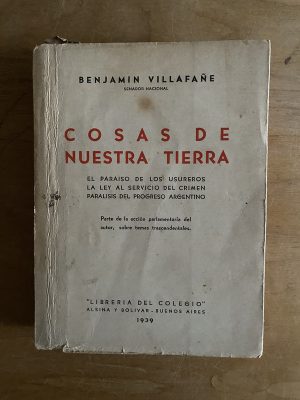 BENJAMIN VILLAFAÑE
SENADOR NACIONAL
COSAS DE
NUESTRA TIERRA
EL PARAISO DE LOS USUREROS
LA LEY AL SERVICIO DEL CRIMEN
PARALISIS DEL PROGRESO ARGENTINO
Parte de la acción parlamentaria del
autor, sobre temas trascendentales.
"LIBRERIA DEL COLEGIO"
ALSINA Y BOLIVAR - BUENOS AIRES
1939